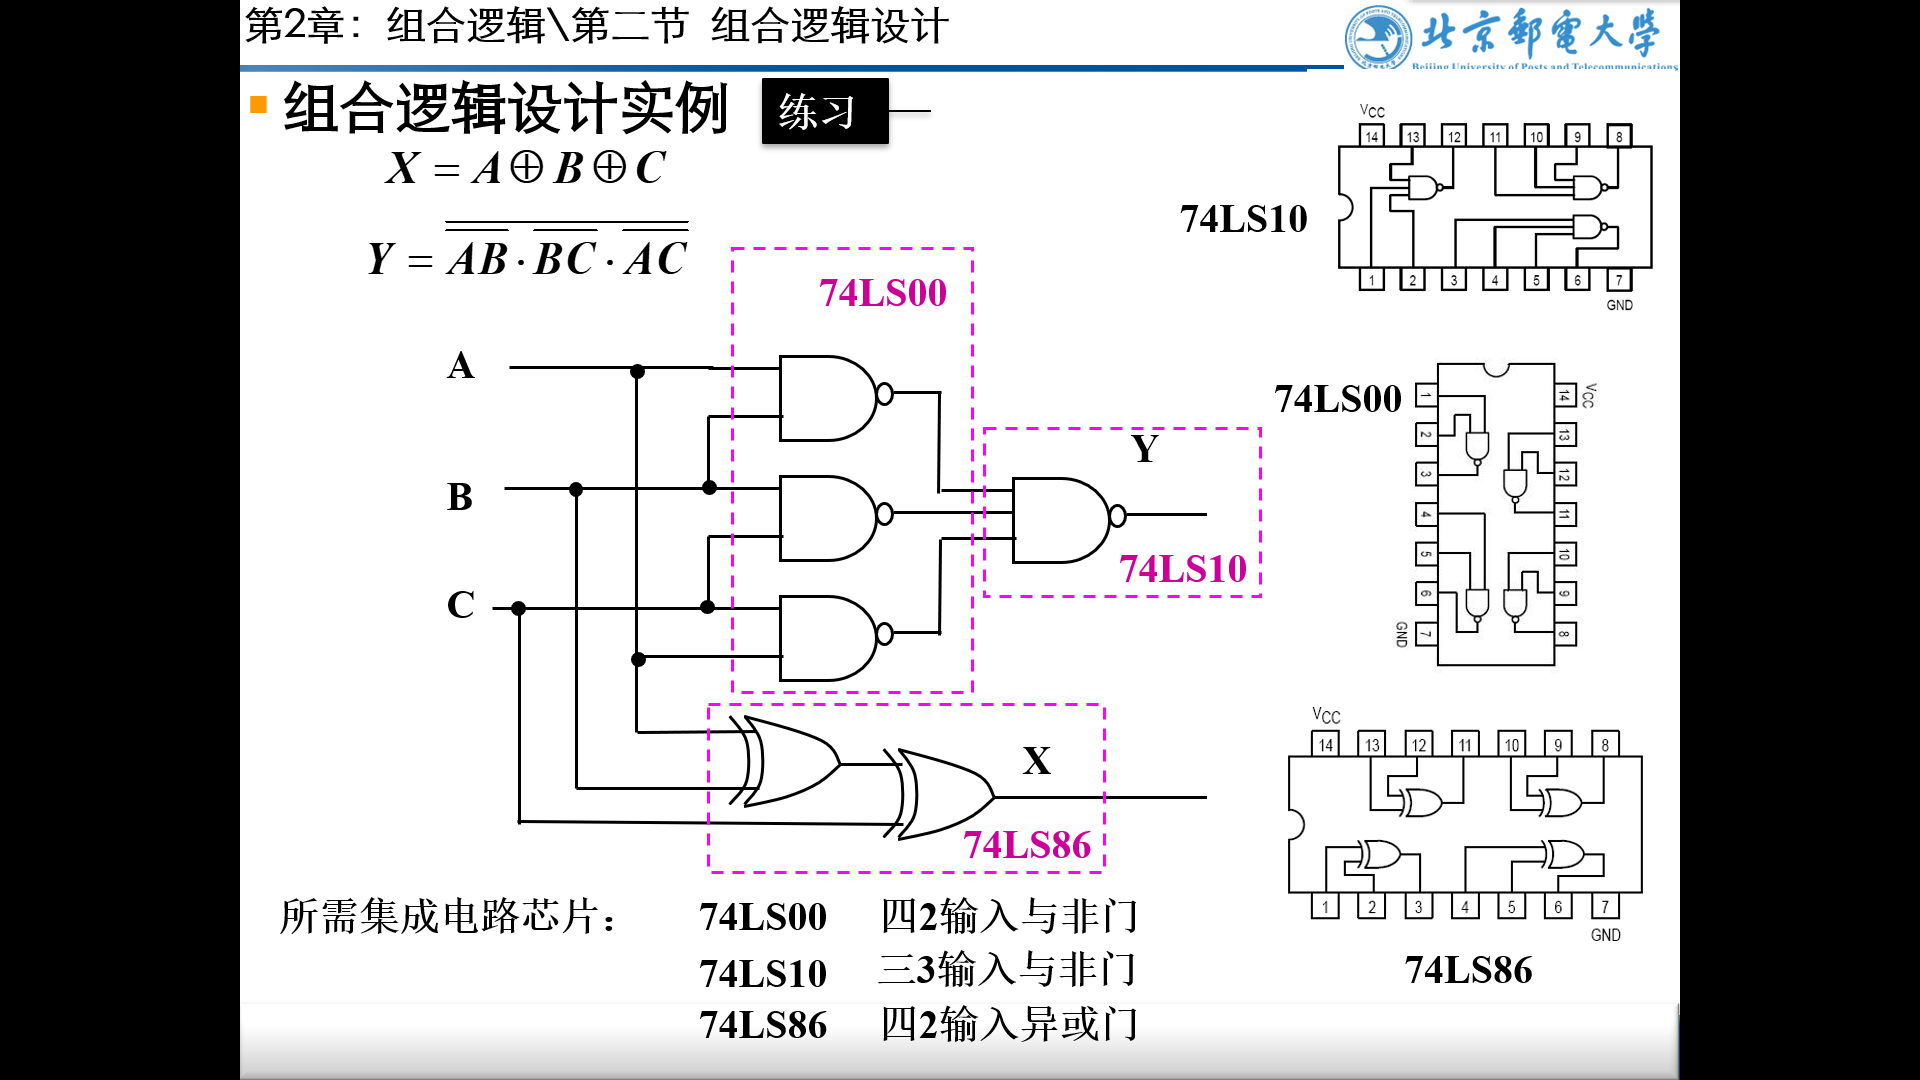 第2章：组合逻辑\第二节 组合逻辑设计
北京邮电大学
Beijing University of Posts and Telecommunications
组合逻辑设计实例 练习
X = A⊕B⊕C
Y = \overline{\overline{AB}·\overline{BC}·\overline{AC}}
74LS10
VCC
14 13 12 11 10 9 8
1 2 3 4 5 6 7
GND
74LS00
A
B
C
Y
74LS10
X
74LS86
74LS00
1 2 3 4 5 6 7
GND
VCC
14 13 12 11 10 9 8
VCC
14 13 12 11 10 9 8
1 2 3 4 5 6 7
GND
74LS86
所需集成电路芯片： 74LS00 四2输入与非门
74LS10 三3输入与非门
74LS86 四2输入异或门